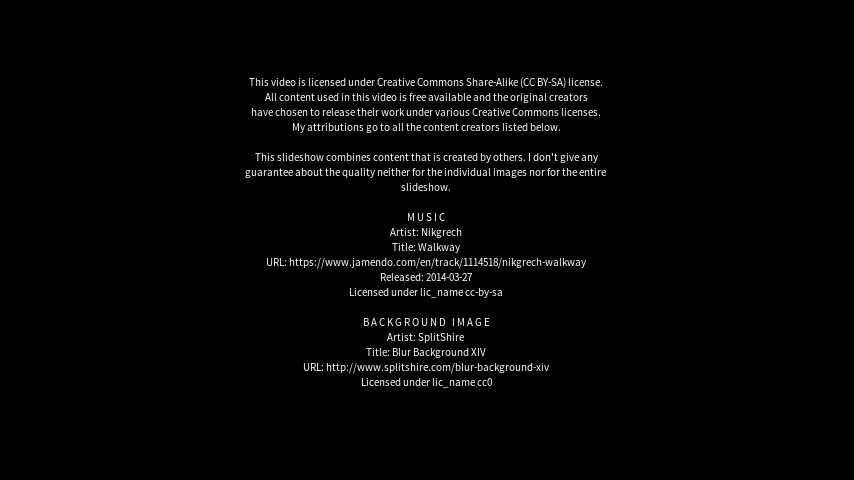 This video is licensed under Creative Commons Share-Alike (CC BY-SA) license.
All content used in this video is free available and the original creators
have chosen to release their work under various Creative Commons licenses.
My attributions go to all the content creators listed below.
This slideshow combines content that is created by others. I don't give any
guarantee about the quality neither for the individual images nor for the entire
slideshow.
MUSIC
Artist: Nikgrech
Title: Walkway
URL: https://www.jamendo.com/en/track/1114518/nikgrech-walkway
Released: 2014-03-27
Licensed under lic_name cc-by-sa
BACKGROUND IMAGE
Artist: SplitShire
Title: Blur Background XIV
URL: http://www.splitshire.com/blur-background-xiv
Licensed under lic_name cc0